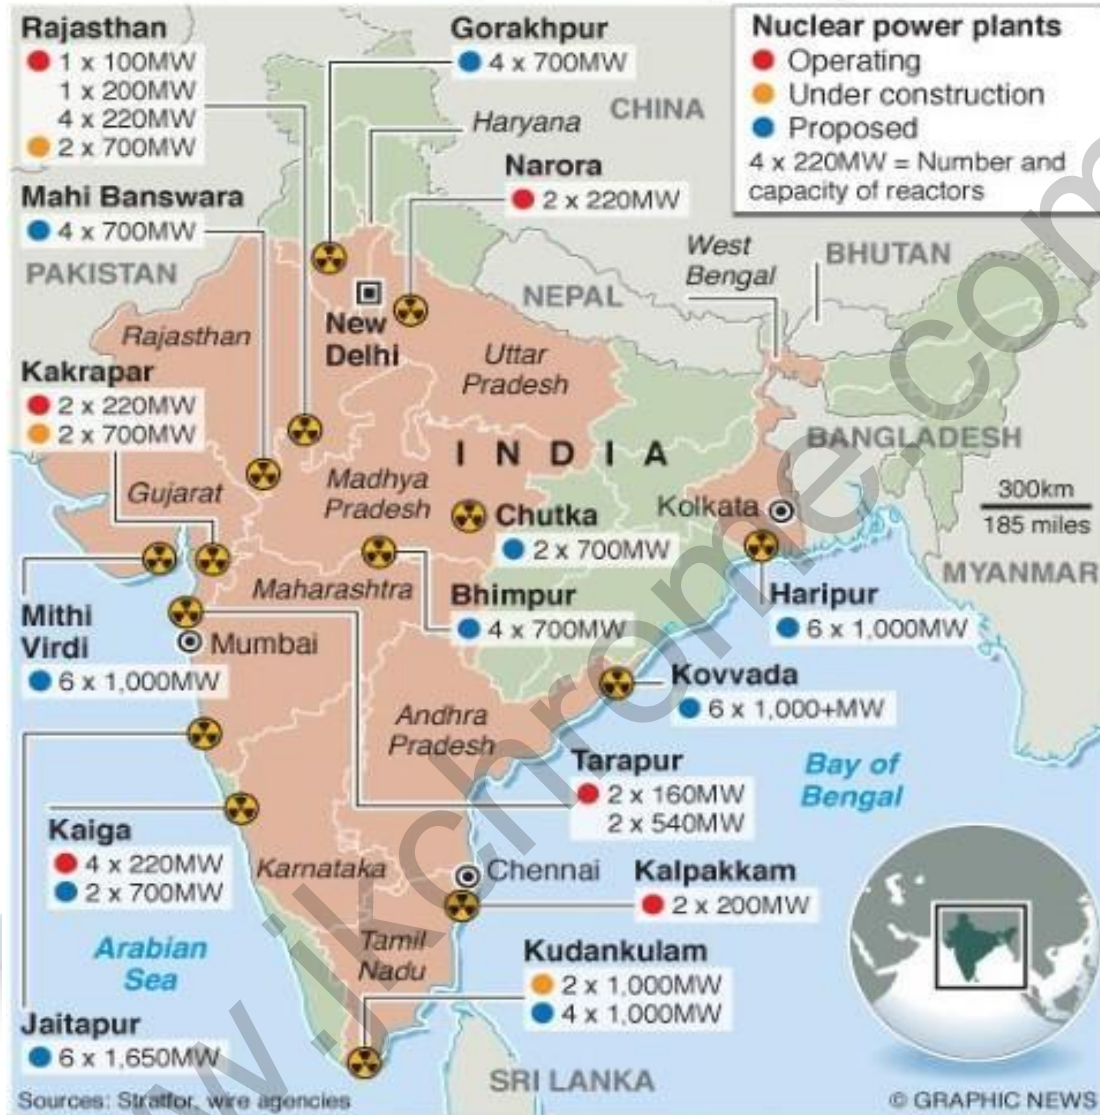 Rajasthan
1 x 100MW
1 x 200MW
4 x 220MW
2 x 700MW
Mahi Banswara
4 x 700MW
PAKISTAN
Rajasthan
Kakrapar
2 x 220MW
2 x 700MW
Gujarat
Mithi
Virdi
6 x 1,000MW
Kaiga
4 x 220MW
2 x 700MW
Arabian
Sea
Jaitapur
6 x 1,650MW
Sources: Stratfor, wire agencies
Gorakhpur
4 x 700MW
Haryana
CHINA
Narora
2 x 220MW
New
Delhi
Uttar
Pradesh
NEPAL
West
Bengal
BHUTAN
INDIA
Madhya
Pradesh
Chutka
2 x 700MW
Kolkata
BANGLADESH
300km
185 miles
MYANMAR
Maharashtra
Bhimpur
4 x 700MW
Haripur
6 x 1,000MW
Mumbai
Kovvada
6 x 1,000+MW
Andhra
Pradesh
Tarapur
2 x 160MW
2 x 540MW
Bay of
Bengal
Karnataka
Chennai
Kalpakkam
2 x 200MW
Tamil
Nadu
Kudankulam
2 x 1,000MW
4 x 1,000MW
SRI LANKA
Nuclear power plants
Operating
Under construction
Proposed
4 x 220MW = Number and
capacity of reactors
© GRAPHIC NEWS
www.jkchrome.com